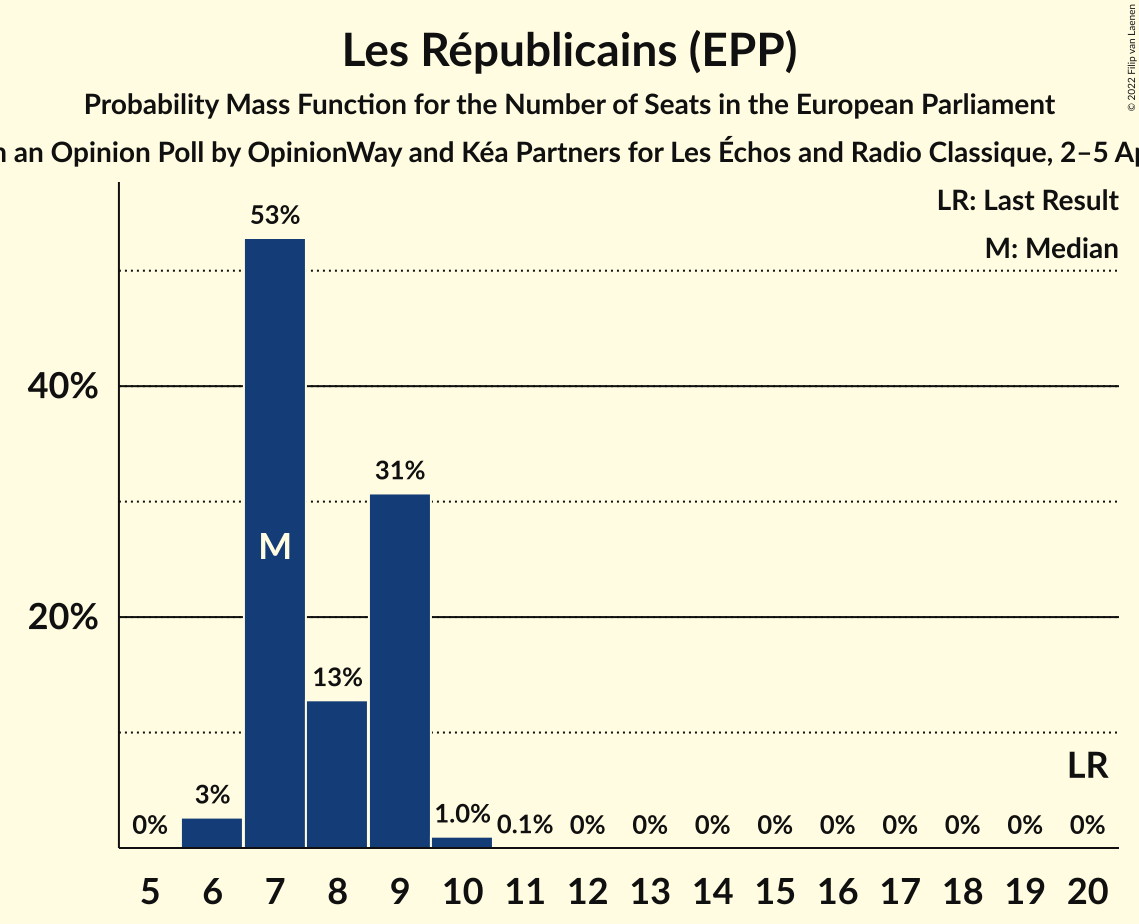 Les Républicains (EPP)
Probability Mass Function for the Number of Seats in the European Parliament
an Opinion Poll by OpinionWay and Kéa Partners for Les Échos and Radio Classique, 2–5
© 2022 Filip van Laenen
LR: Last Result
M: Median
53%
40%
31%
M
20%
13%
LR
0% 3% 1.0% 0.1% 0% 0% 0% 0% 0% 0% 0% 0% 0%
5 6 7 8 9 10 11 12 13 14 15 16 17 18 19 20